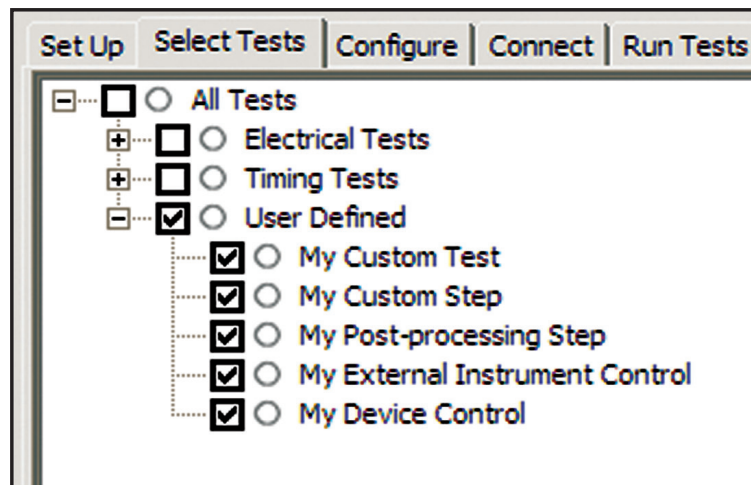 Set Up Select Tests Configure Connect Run Tests
All Tests
Electrical Tests
Timing Tests
User Defined
My Custom Test
My Custom Step
My Post-processing Step
My External Instrument Control
My Device Control